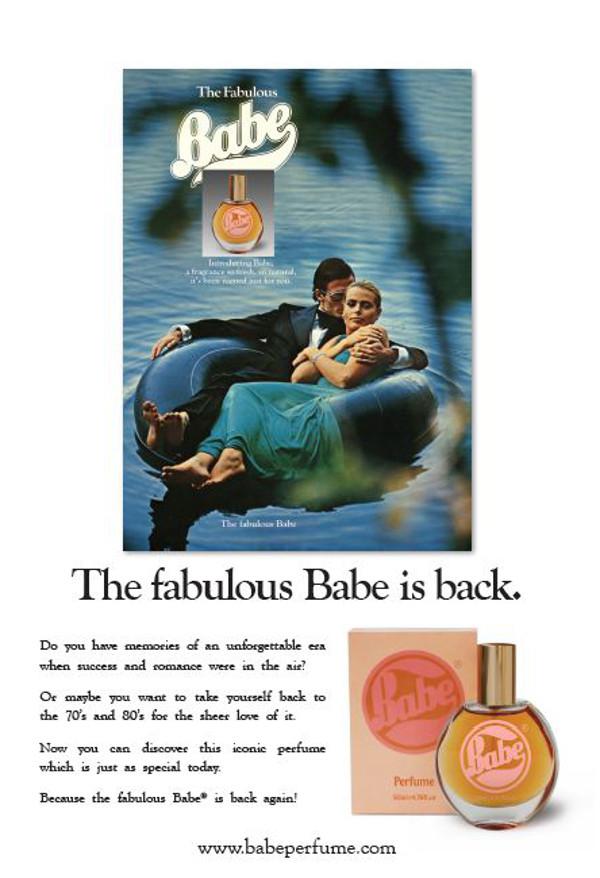 The Fabulous
Babe
Babe
Introducing Babe,
a fragrance so fresh, so natural,
it's been named just for you.
The fabulous Babe
The fabulous Babe is back.
Do you have memories of an unforgettable era
when success and romance were in the air?
Or maybe you want to take yourself back to
the 70's and 80's for the sheer love of it.
Now you can discover this iconic perfume
which is just as special today.
Because the fabulous Babe® is back again!
Babe®
Perfume
Babe®
www.babeperfume.com